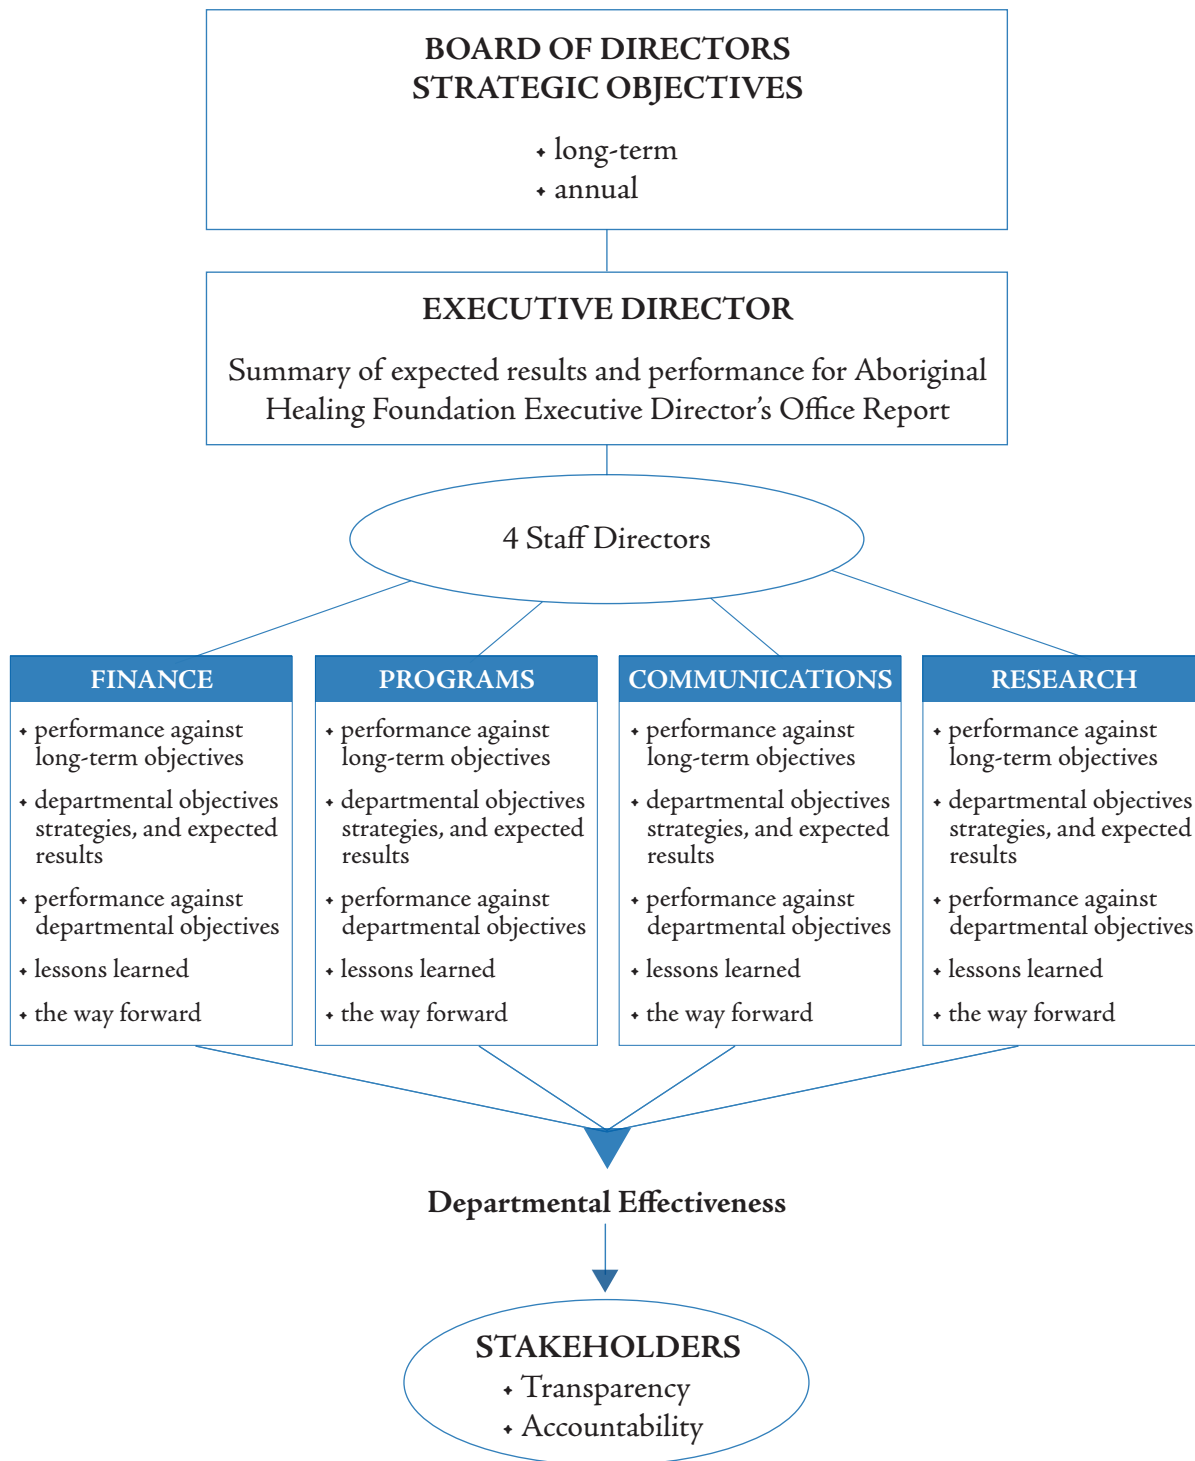 BOARD OF DIRECTORS
STRATEGIC OBJECTIVES
• long-term
• annual
EXECUTIVE DIRECTOR
Summary of expected results and performance for Aboriginal
Healing Foundation Executive Director’s Office Report
4 Staff Directors
FINANCE
• performance against
long-term objectives
• departmental objectives
strategies, and expected
results
• performance against
departmental objectives
• lessons learned
• the way forward
PROGRAMS
• performance against
long-term objectives
• departmental objectives
strategies, and expected
results
• performance against
departmental objectives
• lessons learned
• the way forward
COMMUNICATIONS
• performance against
long-term objectives
• departmental objectives
strategies, and expected
results
• performance against
departmental objectives
• lessons learned
• the way forward
RESEARCH
• performance against
long-term objectives
• departmental objectives
strategies, and expected
results
• performance against
departmental objectives
• lessons learned
• the way forward
Departmental Effectiveness
STAKEHOLDERS
• Transparency
• Accountability